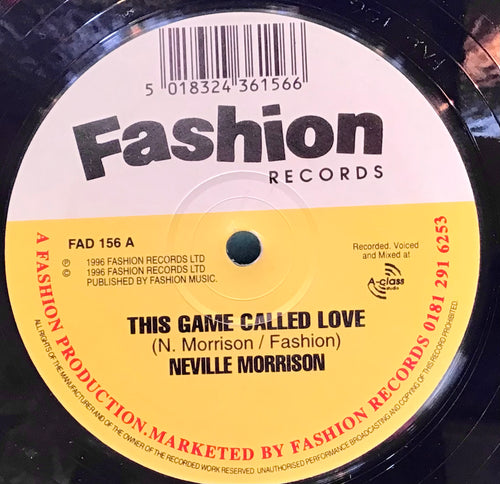 5 018324 361566
Fashion
RECORDS
FAD 156 A
Ⓟ 1996 FASHION RECORDS LTD
© 1996 FASHION RECORDS LTD
PUBLISHED BY FASHION MUSIC.
Recorded. Voiced
and Mixed at
A-class
studio
THIS GAME CALLED LOVE
(N. Morrison / Fashion)
NEVILLE MORRISON
A FASHION PRODUCTION. MARKETED BY FASHION RECORDS 0181 291 6253
ALL RIGHTS OF THE MANUFACTURER AND OF THE OWNER OF THE RECORDED WORK RESERVED. UNAUTHORISED PERFORMANCE BROADCASTING AND COPYING OF THIS RECORD PROHIBITED.